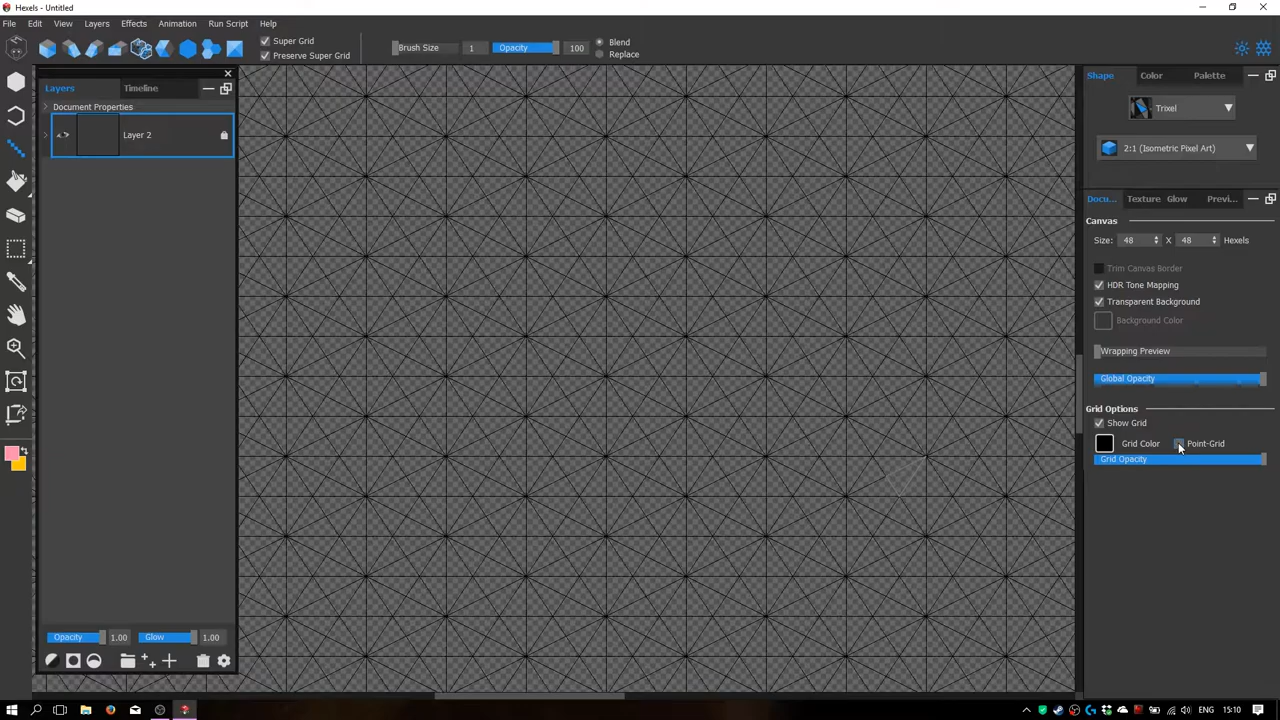 Hexels - Untitled
File Edit View Layers Effects Animation Run Script Help
Super Grid
Preserve Super Grid
Brush Size 1 Opacity 100
Blend
Replace
Layers Timeline
Document Properties
Layer 2
Opacity 1.00 Glow 1.00
Shape Color Palette
Trixel
2:1 (Isometric Pixel Art)
Docu... Texture Glow Previ...
Canvas
Size: 48 X 48 Hexels
Trim Canvas Border
HDR Tone Mapping
Transparent Background
Background Color
Wrapping Preview
Global Opacity
Grid Options
Show Grid
Grid Color Point-Grid
Grid Opacity
ENG 15:10